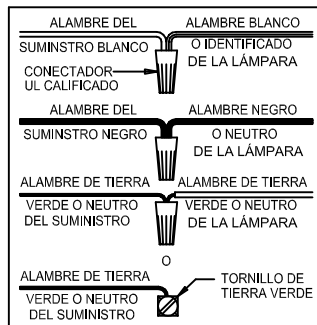 ALAMBRE DEL ALAMBRE BLANCO
SUMINSTRO BLANCO O IDENTIFICADO
CONECTADOR DE LA LÁMPARA
UL CALIFICADO
ALAMBRE DEL ALAMBRE NEGRO
SUMINSTRO NEGRO O NEUTRO
DE LA LÁMPARA
ALAMBRE DE TIERRA ALAMBRE DE TIERRA
VERDE O NEUTRO VERDE O NEUTRO
DEL SUMINISTRO DE LA LÁMPARA
O
ALAMBRE DE TIERRA TORNILLO DE
VERDE O NEUTRO TIERRA VERDE
DEL SUMINISTRO